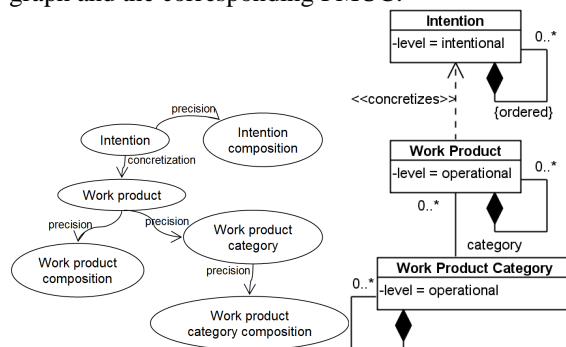 graph and the corresponding PMUC.
Intention
0..*
-level = intentional
precision
Intention
composition
<<concretizes>>
{ordered}
Intention
concretization
Work Product
0..*
-level = operational
Work product
0..*
precision
precision
Work product
category
category
Work product
composition
precision
Work Product Category
0..*
-level = operational
Work product
category composition